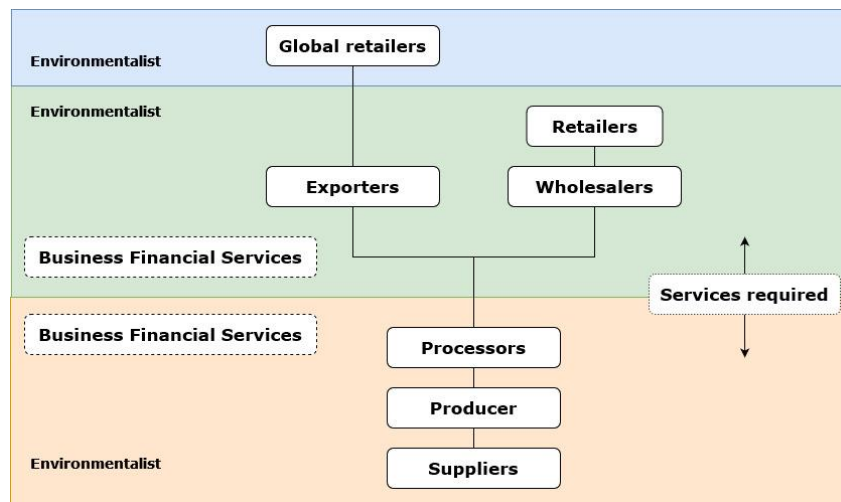 Global retailers
Environmentalist
Environmentalist
Retailers
Exporters
Wholesalers
Business Financial Services
Services required
Business Financial Services
Processors
Producer
Environmentalist
Suppliers